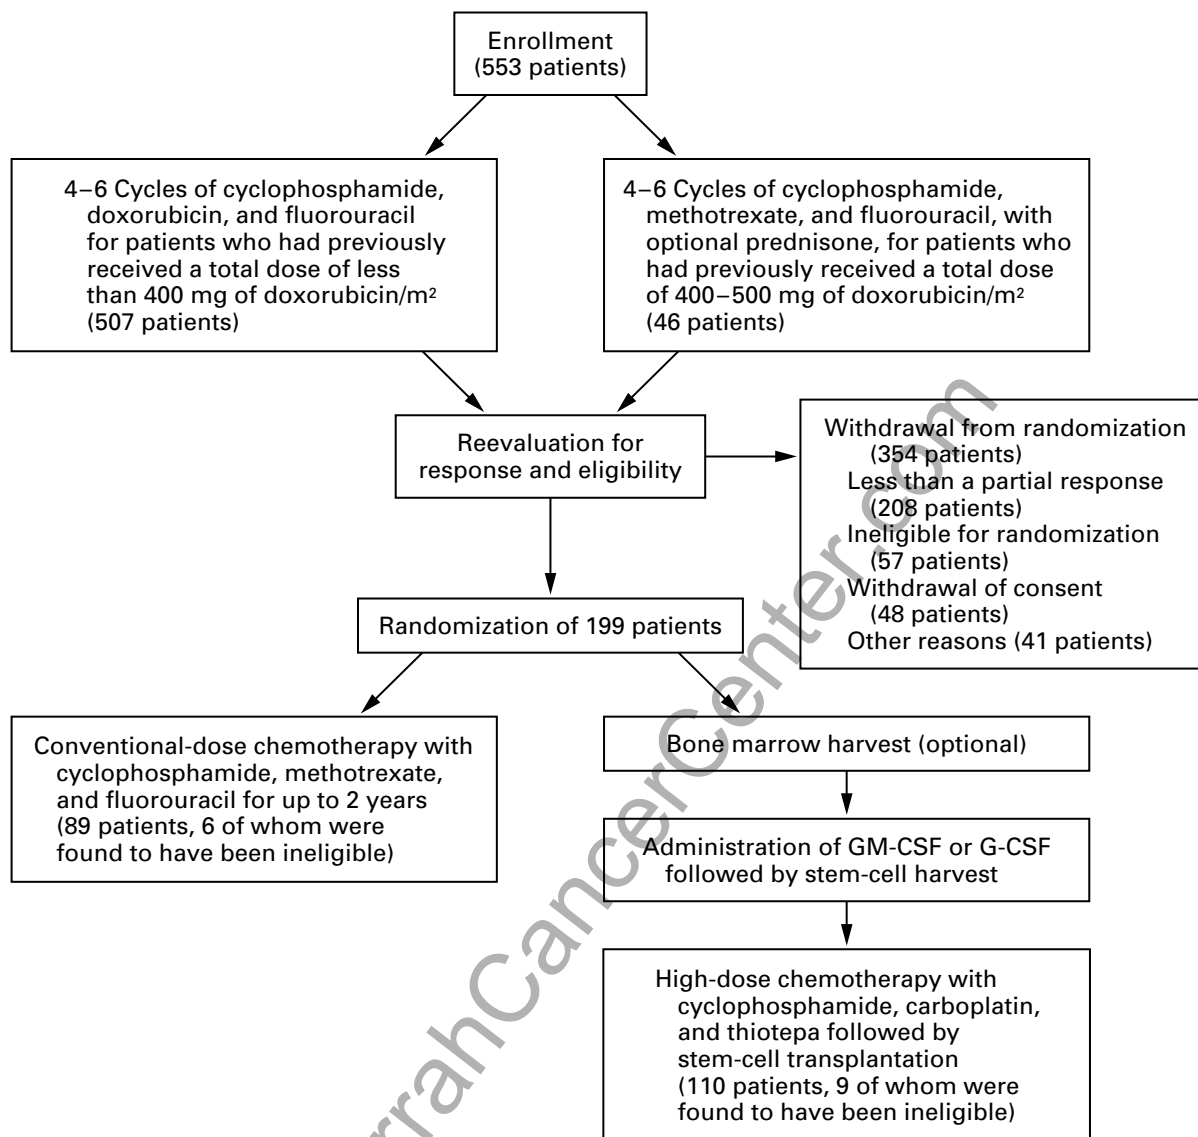 Enrollment
(553 patients)
4–6 Cycles of cyclophosphamide,
doxorubicin, and fluorouracil
for patients who had previously
received a total dose of less
than 400 mg of doxorubicin/m²
(507 patients)
4–6 Cycles of cyclophosphamide,
methotrexate, and fluorouracil, with
optional prednisone, for patients who
had previously received a total dose
of 400–500 mg of doxorubicin/m²
(46 patients)
Reevaluation for
response and eligibility
Withdrawal from randomization
(354 patients)
Less than a partial response
(208 patients)
Ineligible for randomization
(57 patients)
Withdrawal of consent
(48 patients)
Other reasons (41 patients)
Randomization of 199 patients
Conventional-dose chemotherapy with
cyclophosphamide, methotrexate,
and fluorouracil for up to 2 years
(89 patients, 6 of whom were
found to have been ineligible)
Bone marrow harvest (optional)
Administration of GM-CSF or G-CSF
followed by stem-cell harvest
High-dose chemotherapy with
cyclophosphamide, carboplatin,
and thiotepa followed by
stem-cell transplantation
(110 patients, 9 of whom were
found to have been ineligible)
rrahCancerCenter.com